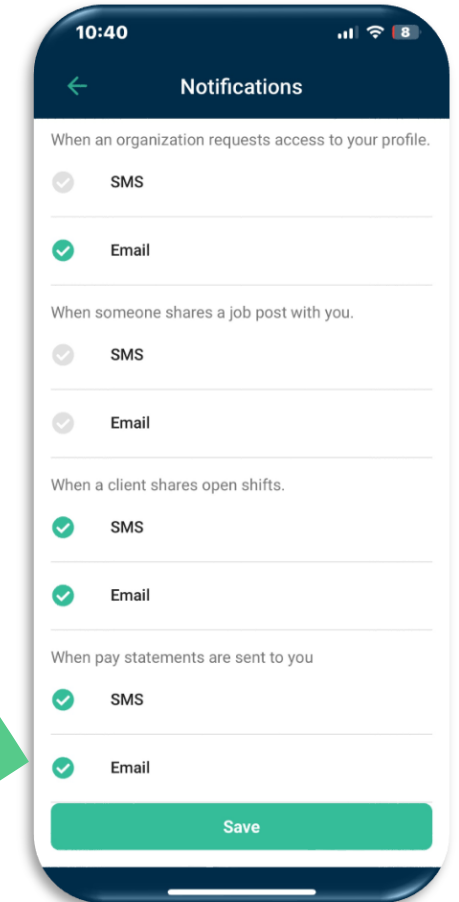 10:40
8
Notifications
When an organization requests access to your profile.
SMS
Email
When someone shares a job post with you.
SMS
Email
When a client shares open shifts.
SMS
Email
When pay statements are sent to you
SMS
Email
Save